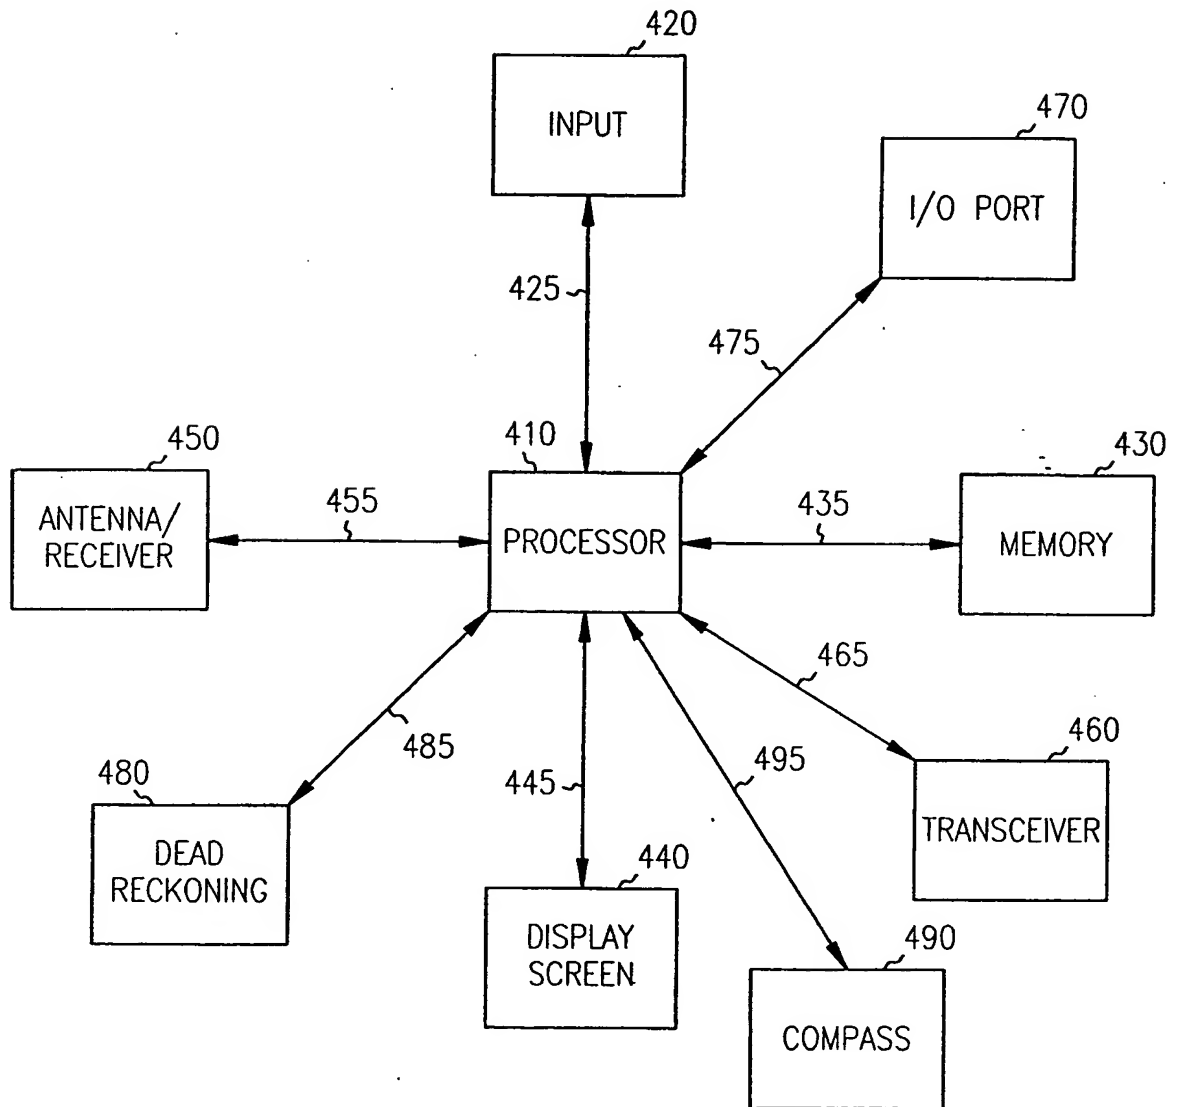 420
INPUT
470
I/O PORT
425
475
410
PROCESSOR
450
ANTENNA/
RECEIVER
455
435
430
MEMORY
465
460
TRANSCEIVER
485
480
DEAD
RECKONING
445
495
440
DISPLAY
SCREEN
490
COMPASS